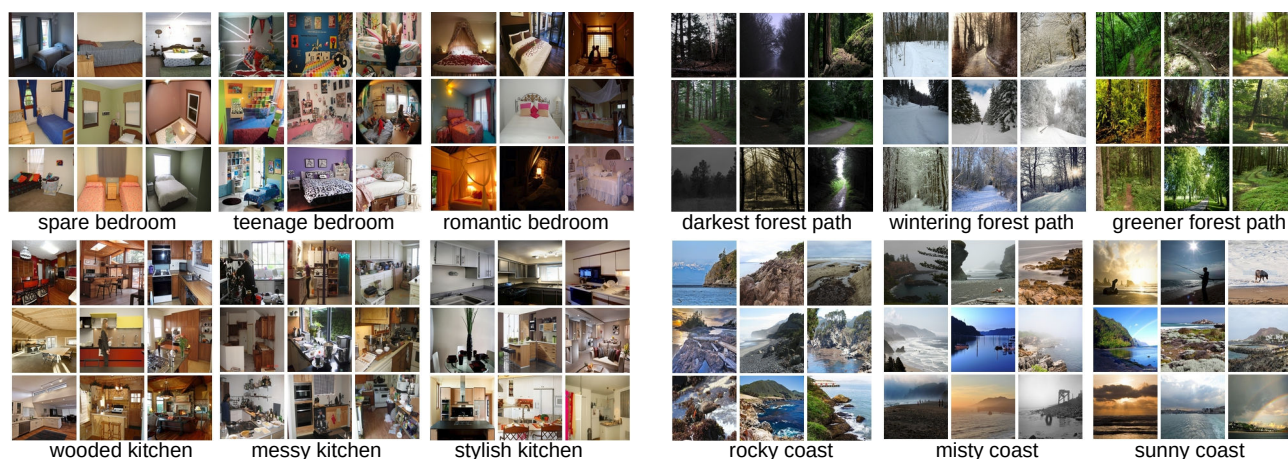 spare bedroom
teenage bedroom
romantic bedroom
darkest forest path
wintering forest path
greener forest path
wooded kitchen
messy kitchen
stylish kitchen
rocky coast
misty coast
sunny coast